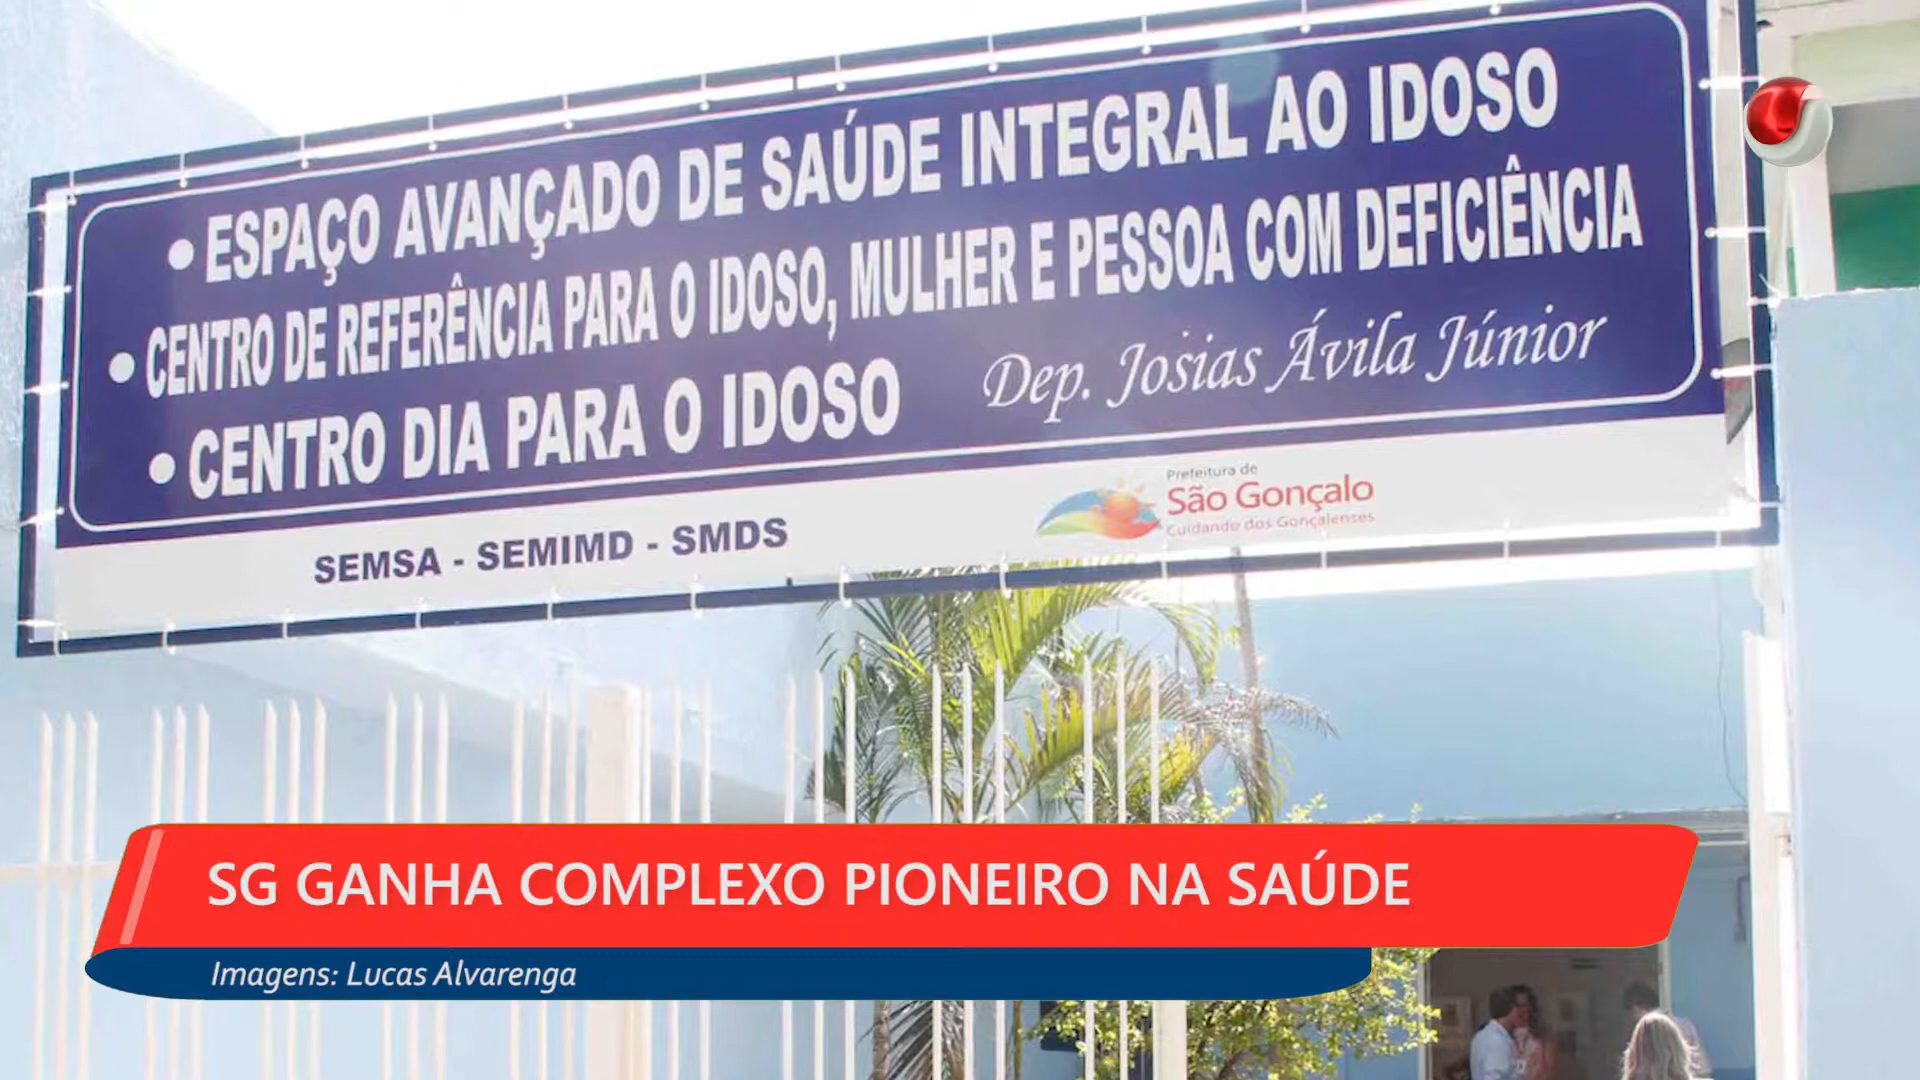 • ESPAÇO AVANÇADO DE SAÚDE INTEGRAL AO IDOSO
• CENTRO DE REFERÊNCIA PARA O IDOSO, MULHER E PESSOA COM DEFICIÊNCIA
• CENTRO DIA PARA O IDOSO
Dep. Josias Ávila Júnior
SEMSA - SEMIMD - SMDS
Prefeitura de
São Gonçalo
Cuidando dos Gonçalenses
SG GANHA COMPLEXO PIONEIRO NA SAÚDE
Imagens: Lucas Alvarenga